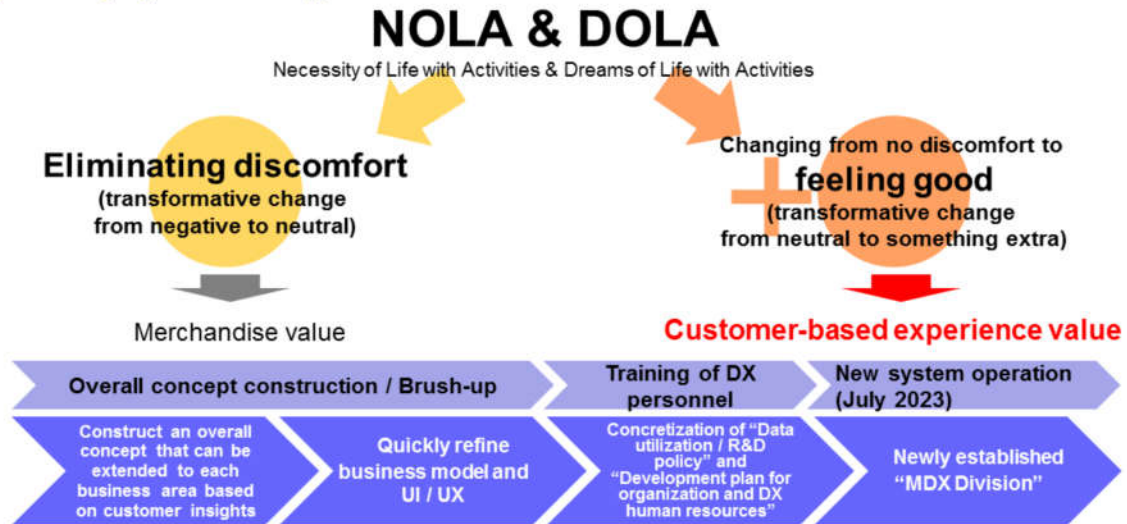 NOLA & DOLA
Necessity of Life with Activities & Dreams of Life with Activities
Eliminating discomfort
(transformative change
from negative to neutral)
Changing from no discomfort to
feeling good
(transformative change
from neutral to something extra)
Merchandise value
Customer-based experience value
Overall concept construction / Brush-up
Training of DX
personnel
New system operation
(July 2023)
Construct an overall
concept that can be
extended to each
business area based
on customer insights
Quickly refine
business model and
UI / UX
Concretization of “Data
utilization / R&D
policy” and
“Development plan for
organization and DX
human resources”
Newly established
“MDX Division”